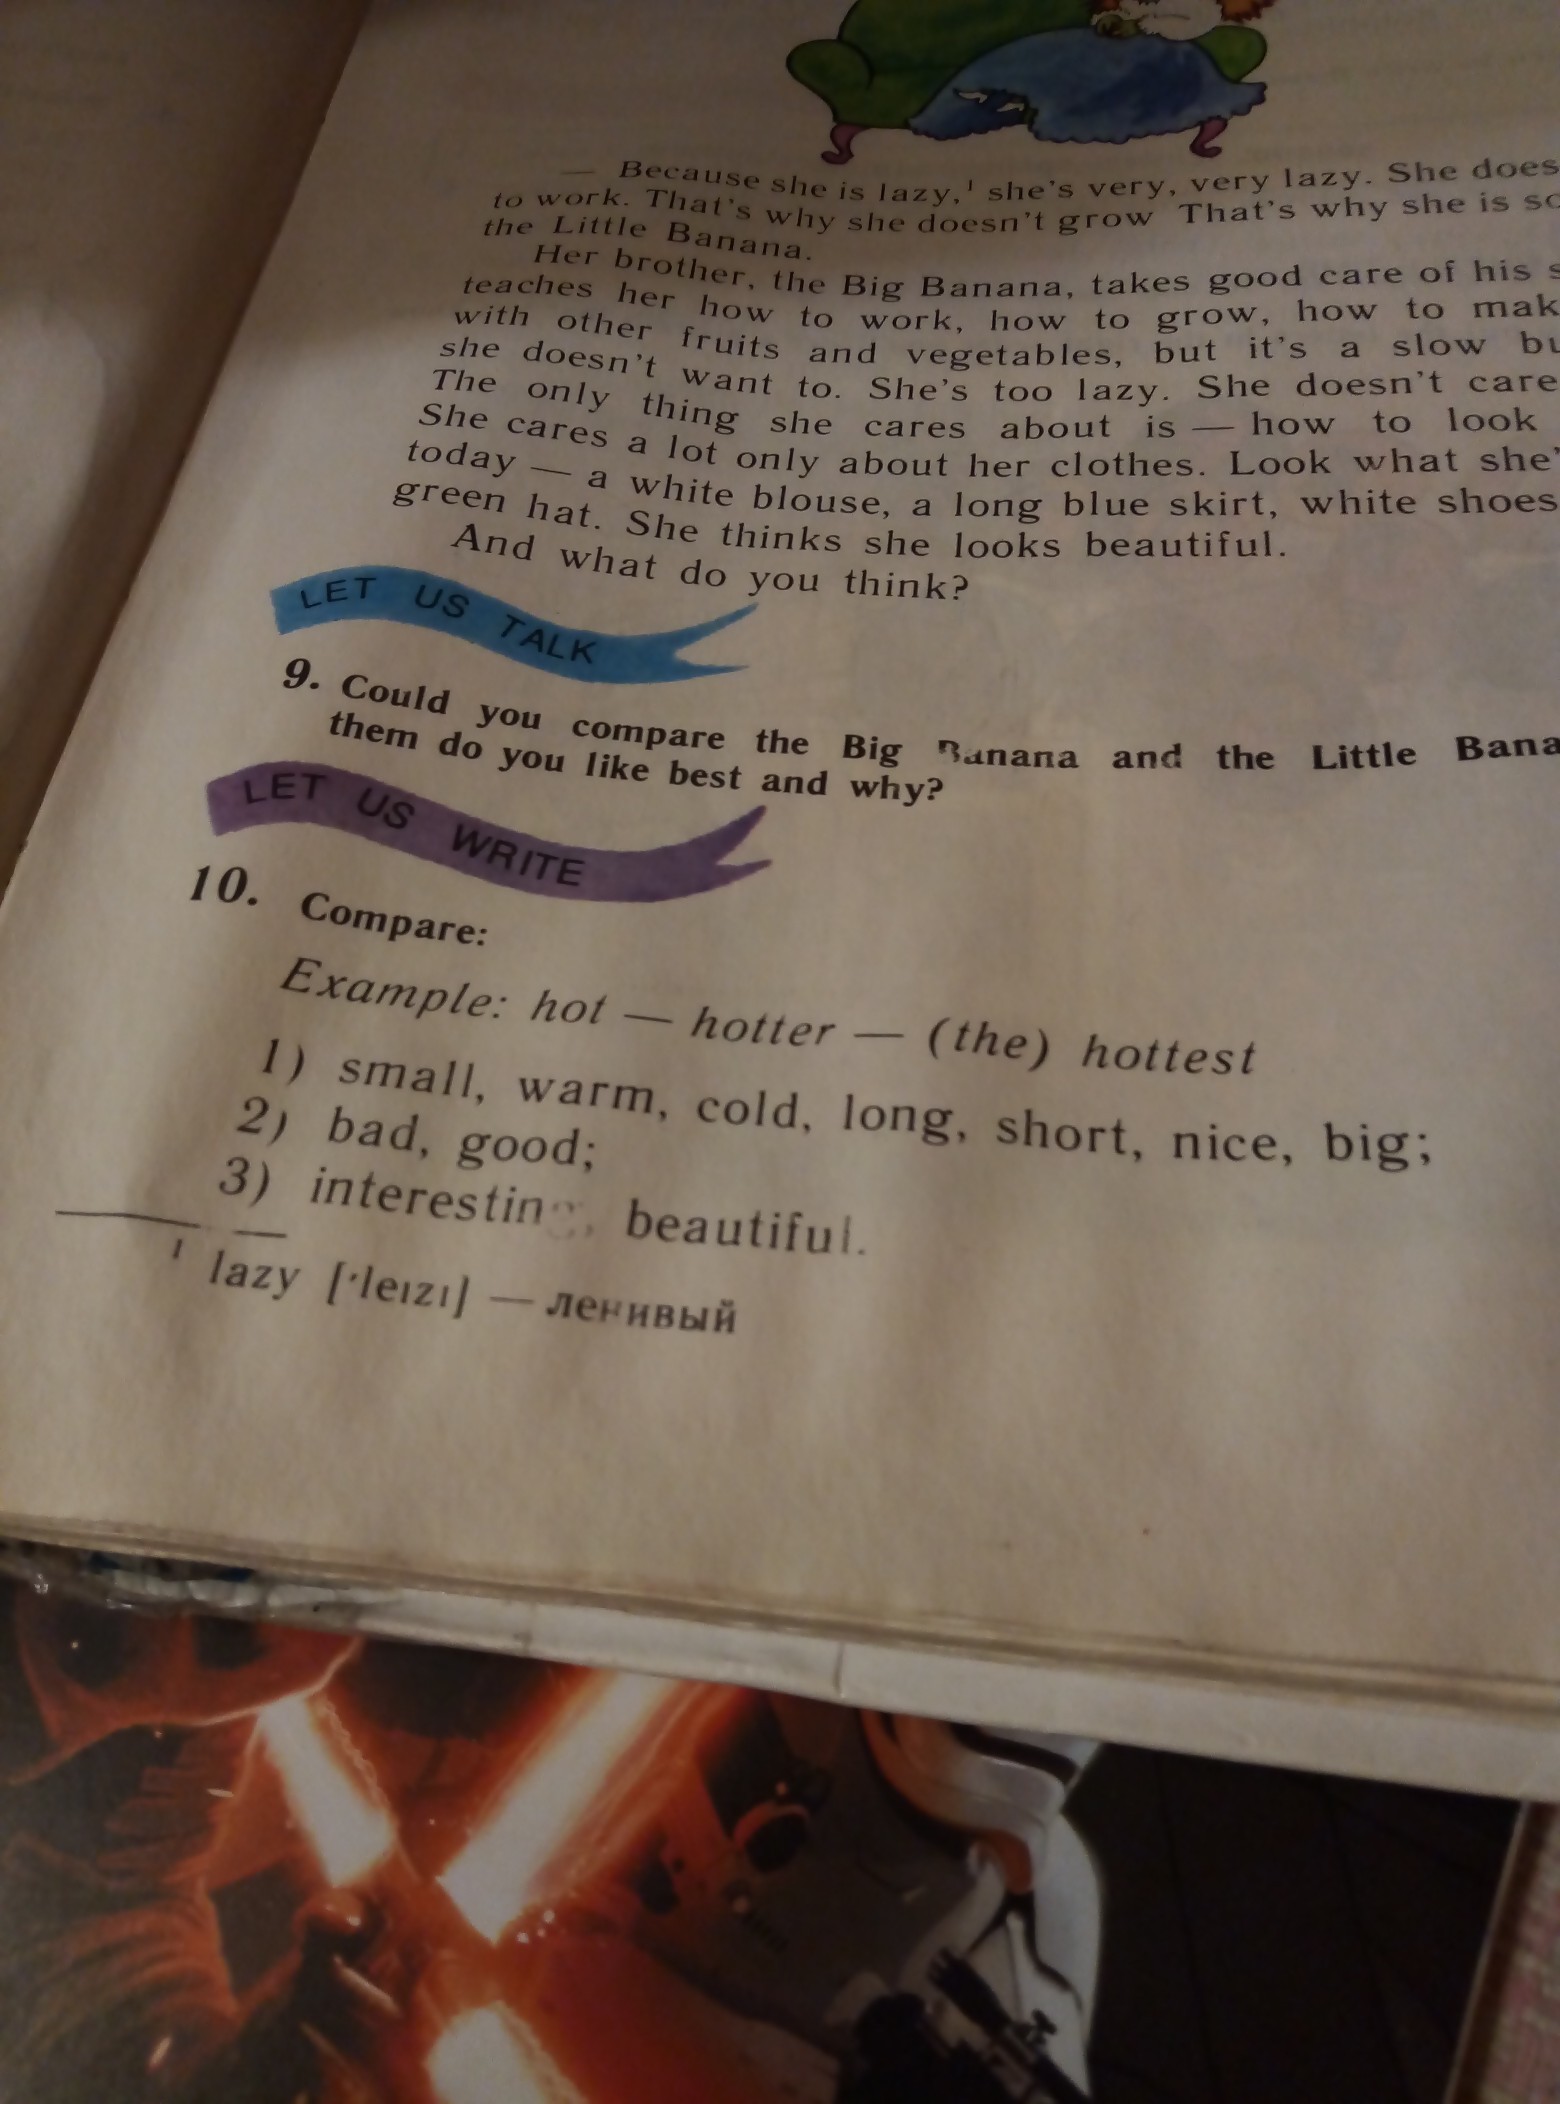 — Because she is lazy,¹ she's very, very lazy. She does
to work. That's why she doesn't grow That's why she is so
the Little Banana.
Her brother, the Big Banana, takes good care of his s
teaches her how to work, how to grow, how to mak
with other fruits and vegetables, but it's a slow bu
she doesn't want to. She's too lazy. She doesn't care
The only thing she cares about is — how to look
She cares a lot only about her clothes. Look what she'
today — a white blouse, a long blue skirt, white shoes
green hat. She thinks she looks beautiful.
And what do you think?
LET US TALK
9. Could you compare the Big Banana and the Little Bana
them do you like best and why?
LET US WRITE
10. Compare:
Example: hot — hotter — (the) hottest
1) small, warm, cold, long, short, nice, big;
2) bad, good;
3) interesting, beautiful.
¹ lazy ['leɪzɪ] — ленивый